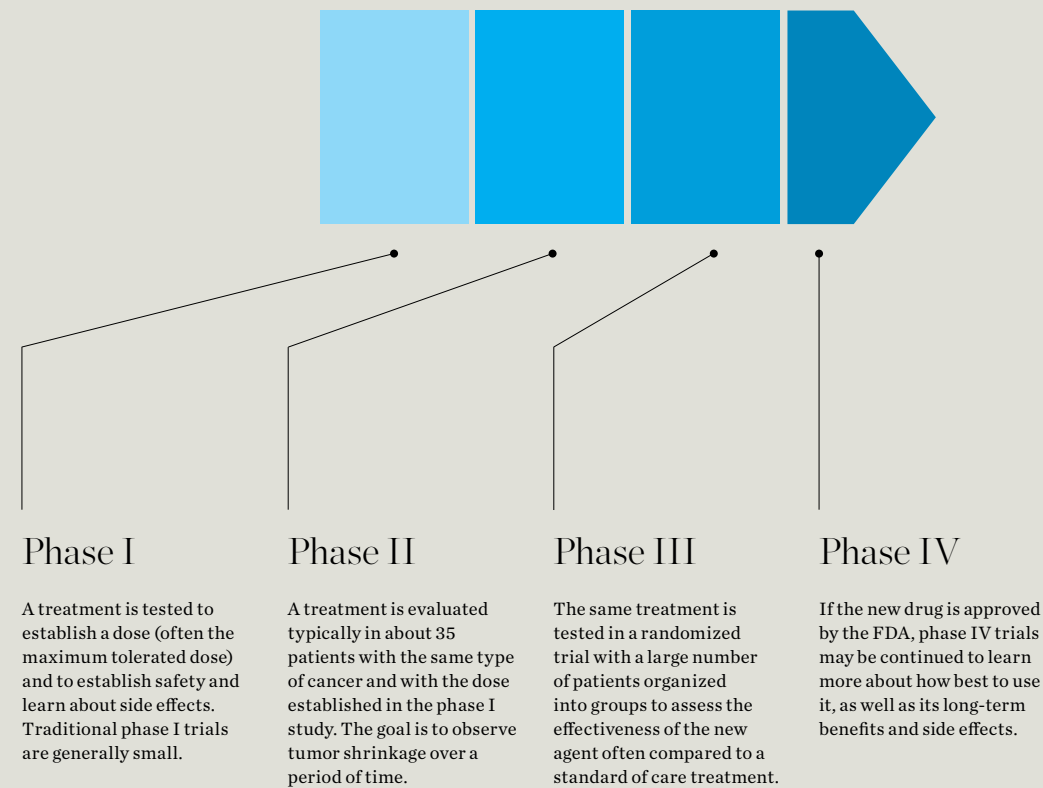 Phase I
A treatment is tested to
establish a dose (often the
maximum tolerated dose)
and to establish safety and
learn about side effects.
Traditional phase I trials
are generally small.
Phase II
A treatment is evaluated
typically in about 35
patients with the same type
of cancer and with the dose
established in the phase I
study. The goal is to observe
tumor shrinkage over a
period of time.
Phase III
The same treatment is
tested in a randomized
trial with a large number
of patients organized
into groups to assess the
effectiveness of the new
agent often compared to a
standard of care treatment.
Phase IV
If the new drug is approved
by the FDA, phase IV trials
may be continued to learn
more about how best to use
it, as well as its long-term
benefits and side effects.